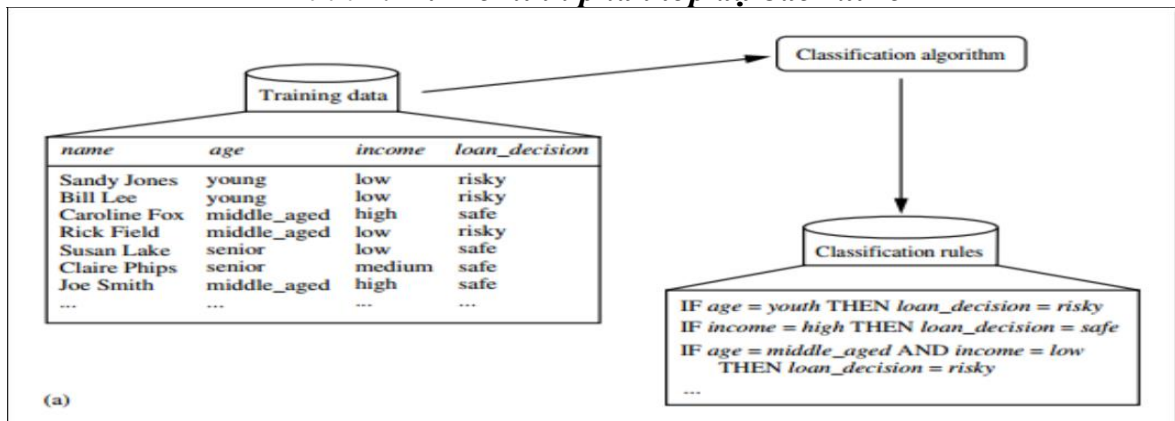 Training data
Classification algorithm
name age income loan_decision
Sandy Jones young low risky
Bill Lee young low risky
Caroline Fox middle_aged high safe
Rick Field middle_aged low risky
Susan Lake senior low safe
Claire Phips senior medium safe
Joe Smith middle_aged high safe
... ... ... ...
Classification rules
IF age = youth THEN loan_decision = risky
IF income = high THEN loan_decision = safe
IF age = middle_aged AND income = low
THEN loan_decision = risky
...
(a)